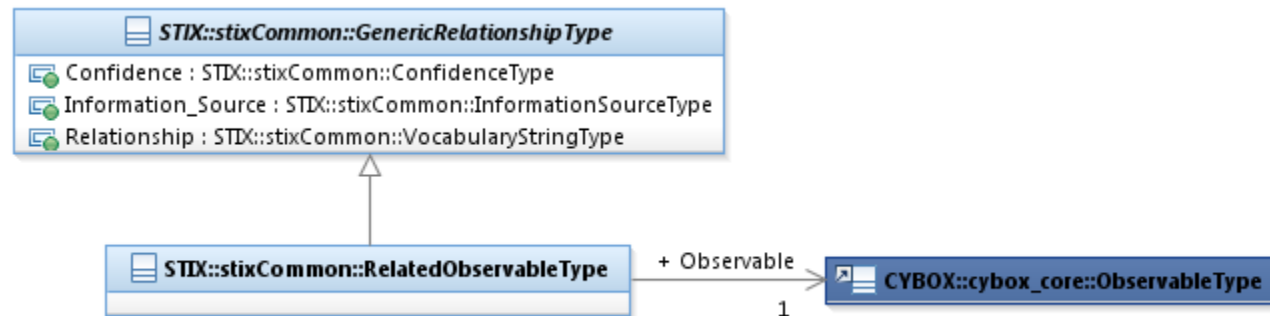 STIX::stixCommon::GenericRelationshipType
Confidence : STIX::stixCommon::ConfidenceType
Information_Source : STIX::stixCommon::InformationSourceType
Relationship : STIX::stixCommon::VocabularyStringType
STIX::stixCommon::RelatedObservableType
+ Observable
1
CYBOX::cybox_core::ObservableType